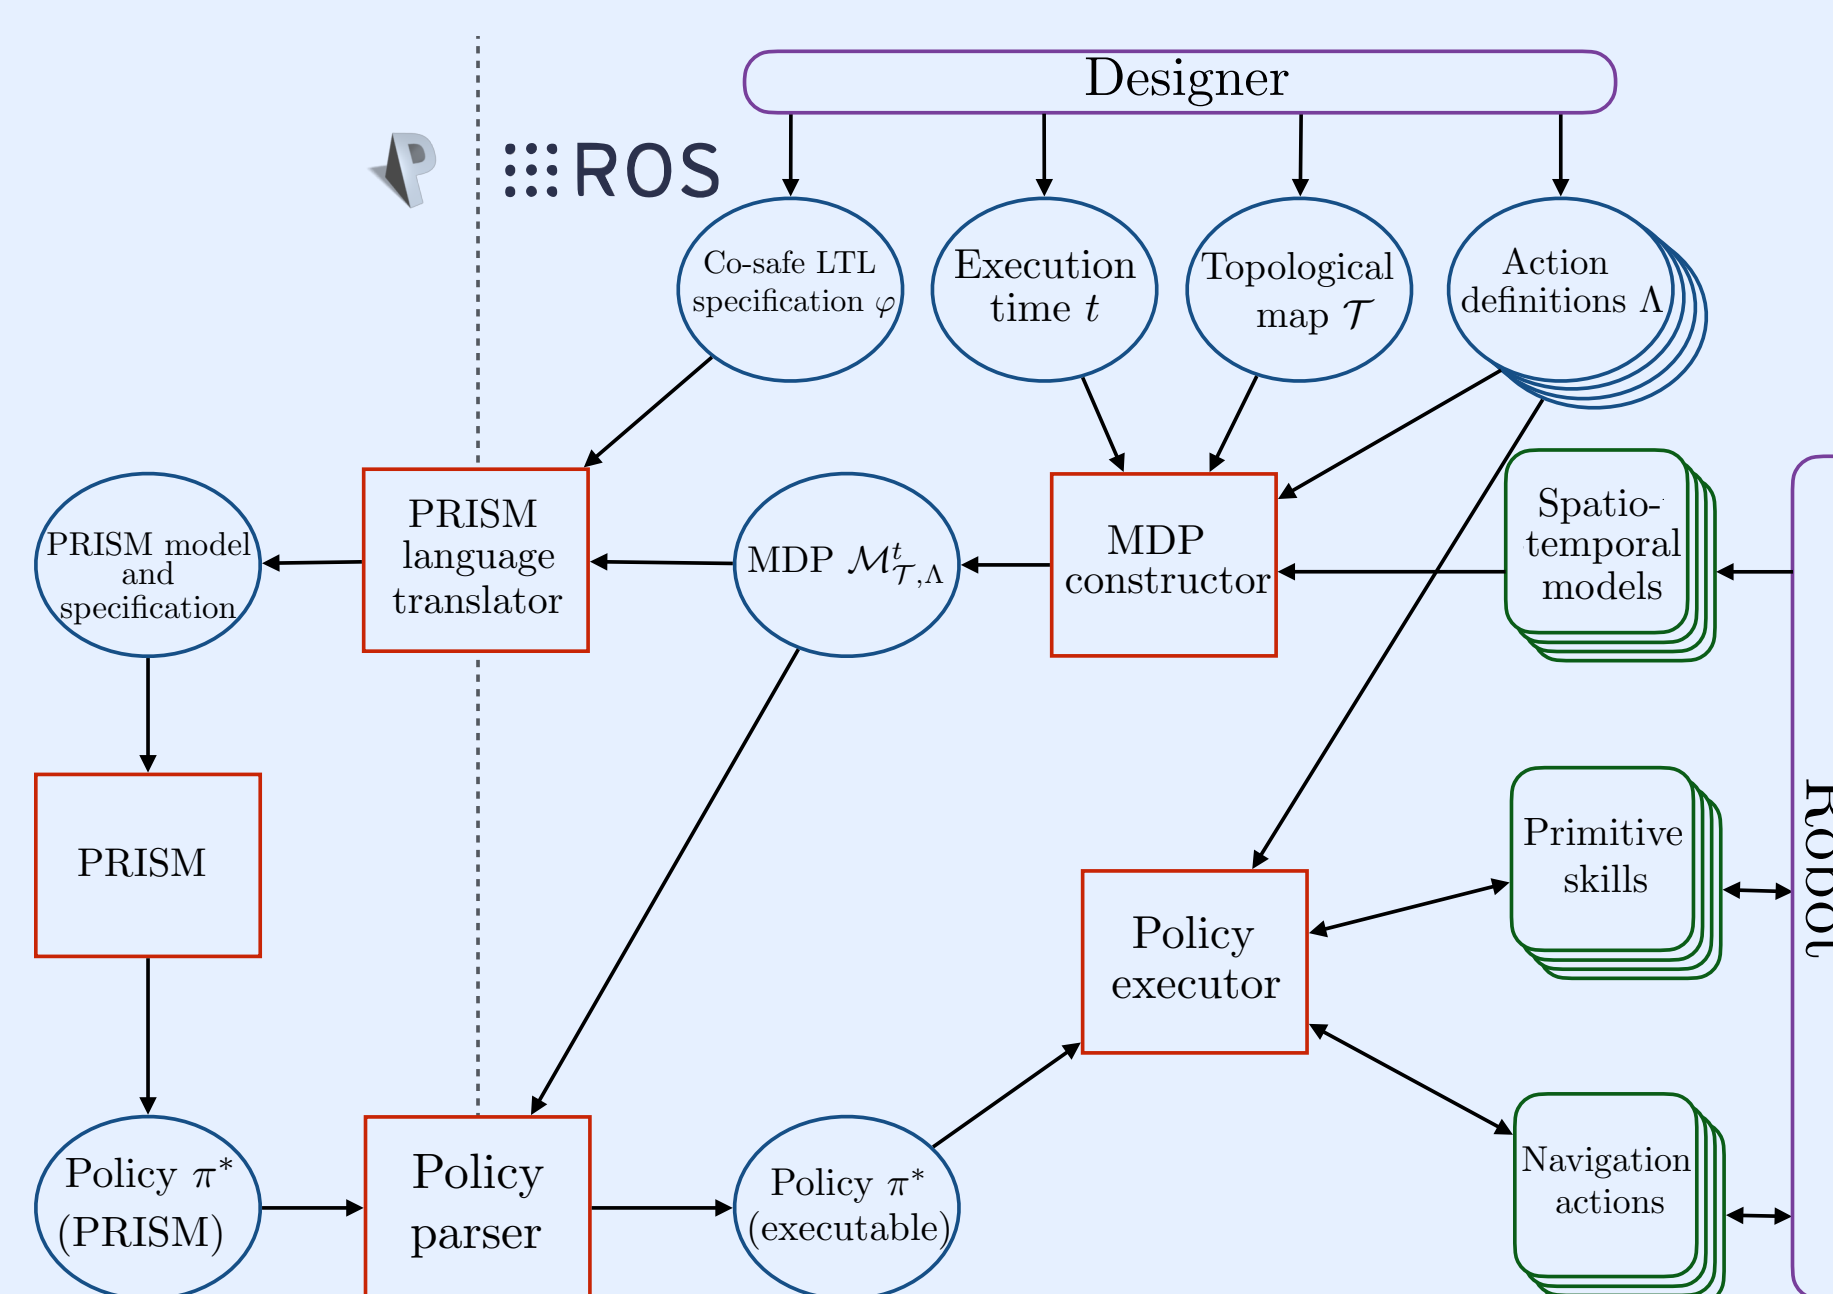 Designer
ROS
Co-safe LTL
specification φ
Execution
time t
Topological
map 𝒯
Action
definitions Λ
PRISM model
and
specification
PRISM
language
translator
MDP ℳ^t_{𝒯,Λ}
MDP
constructor
Spatio-
temporal
models
PRISM
Primitive
skills
Robot
Policy
executor
Policy π*
(PRISM)
Policy
parser
Policy π*
(executable)
Navigation
actions